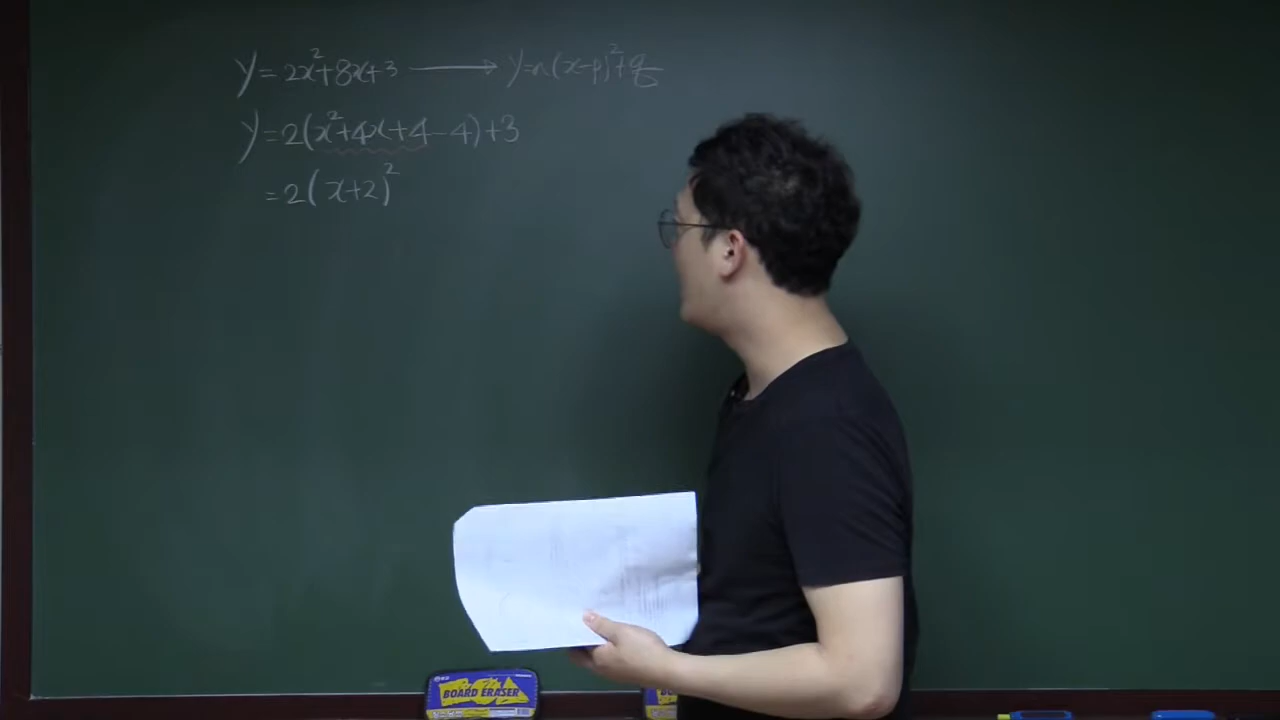 y=2x²+8x+3 ⟶ y=a(x-p)²+q
y=2(x²+4x+4-4)+3
=2(x+2)²
BOARD ERASER